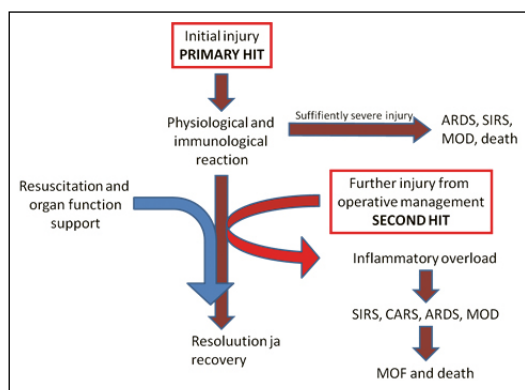 Initial injury
PRIMARY HIT
Physiological and
immunological
reaction
Suffifiently severe injury
ARDS, SIRS,
MOD, death
Resuscitation and
organ function
support
Further injury from
operative management
SECOND HIT
Inflammatory overload
SIRS, CARS, ARDS, MOD
Resoluution ja
recovery
MOF and death